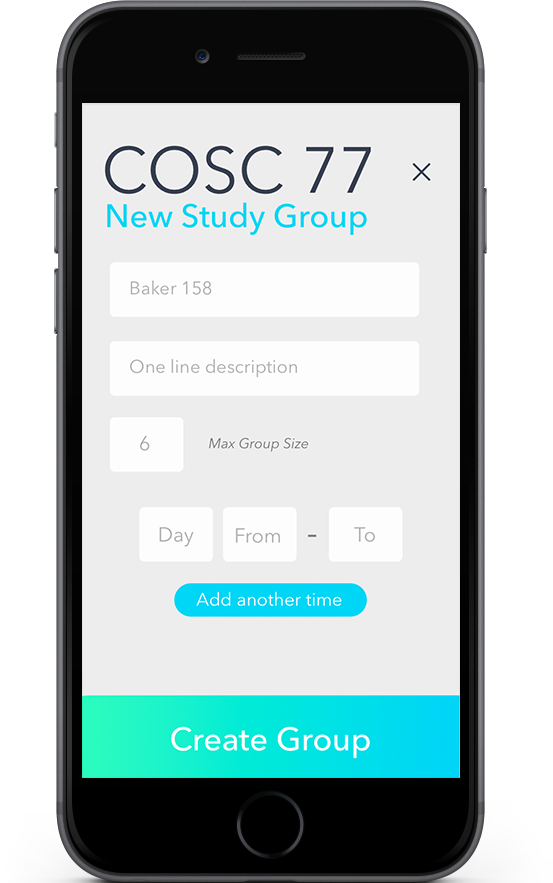 COSC 77
New Study Group
Baker 158
One line description
6 Max Group Size
Day From - To
Add another time
Create Group